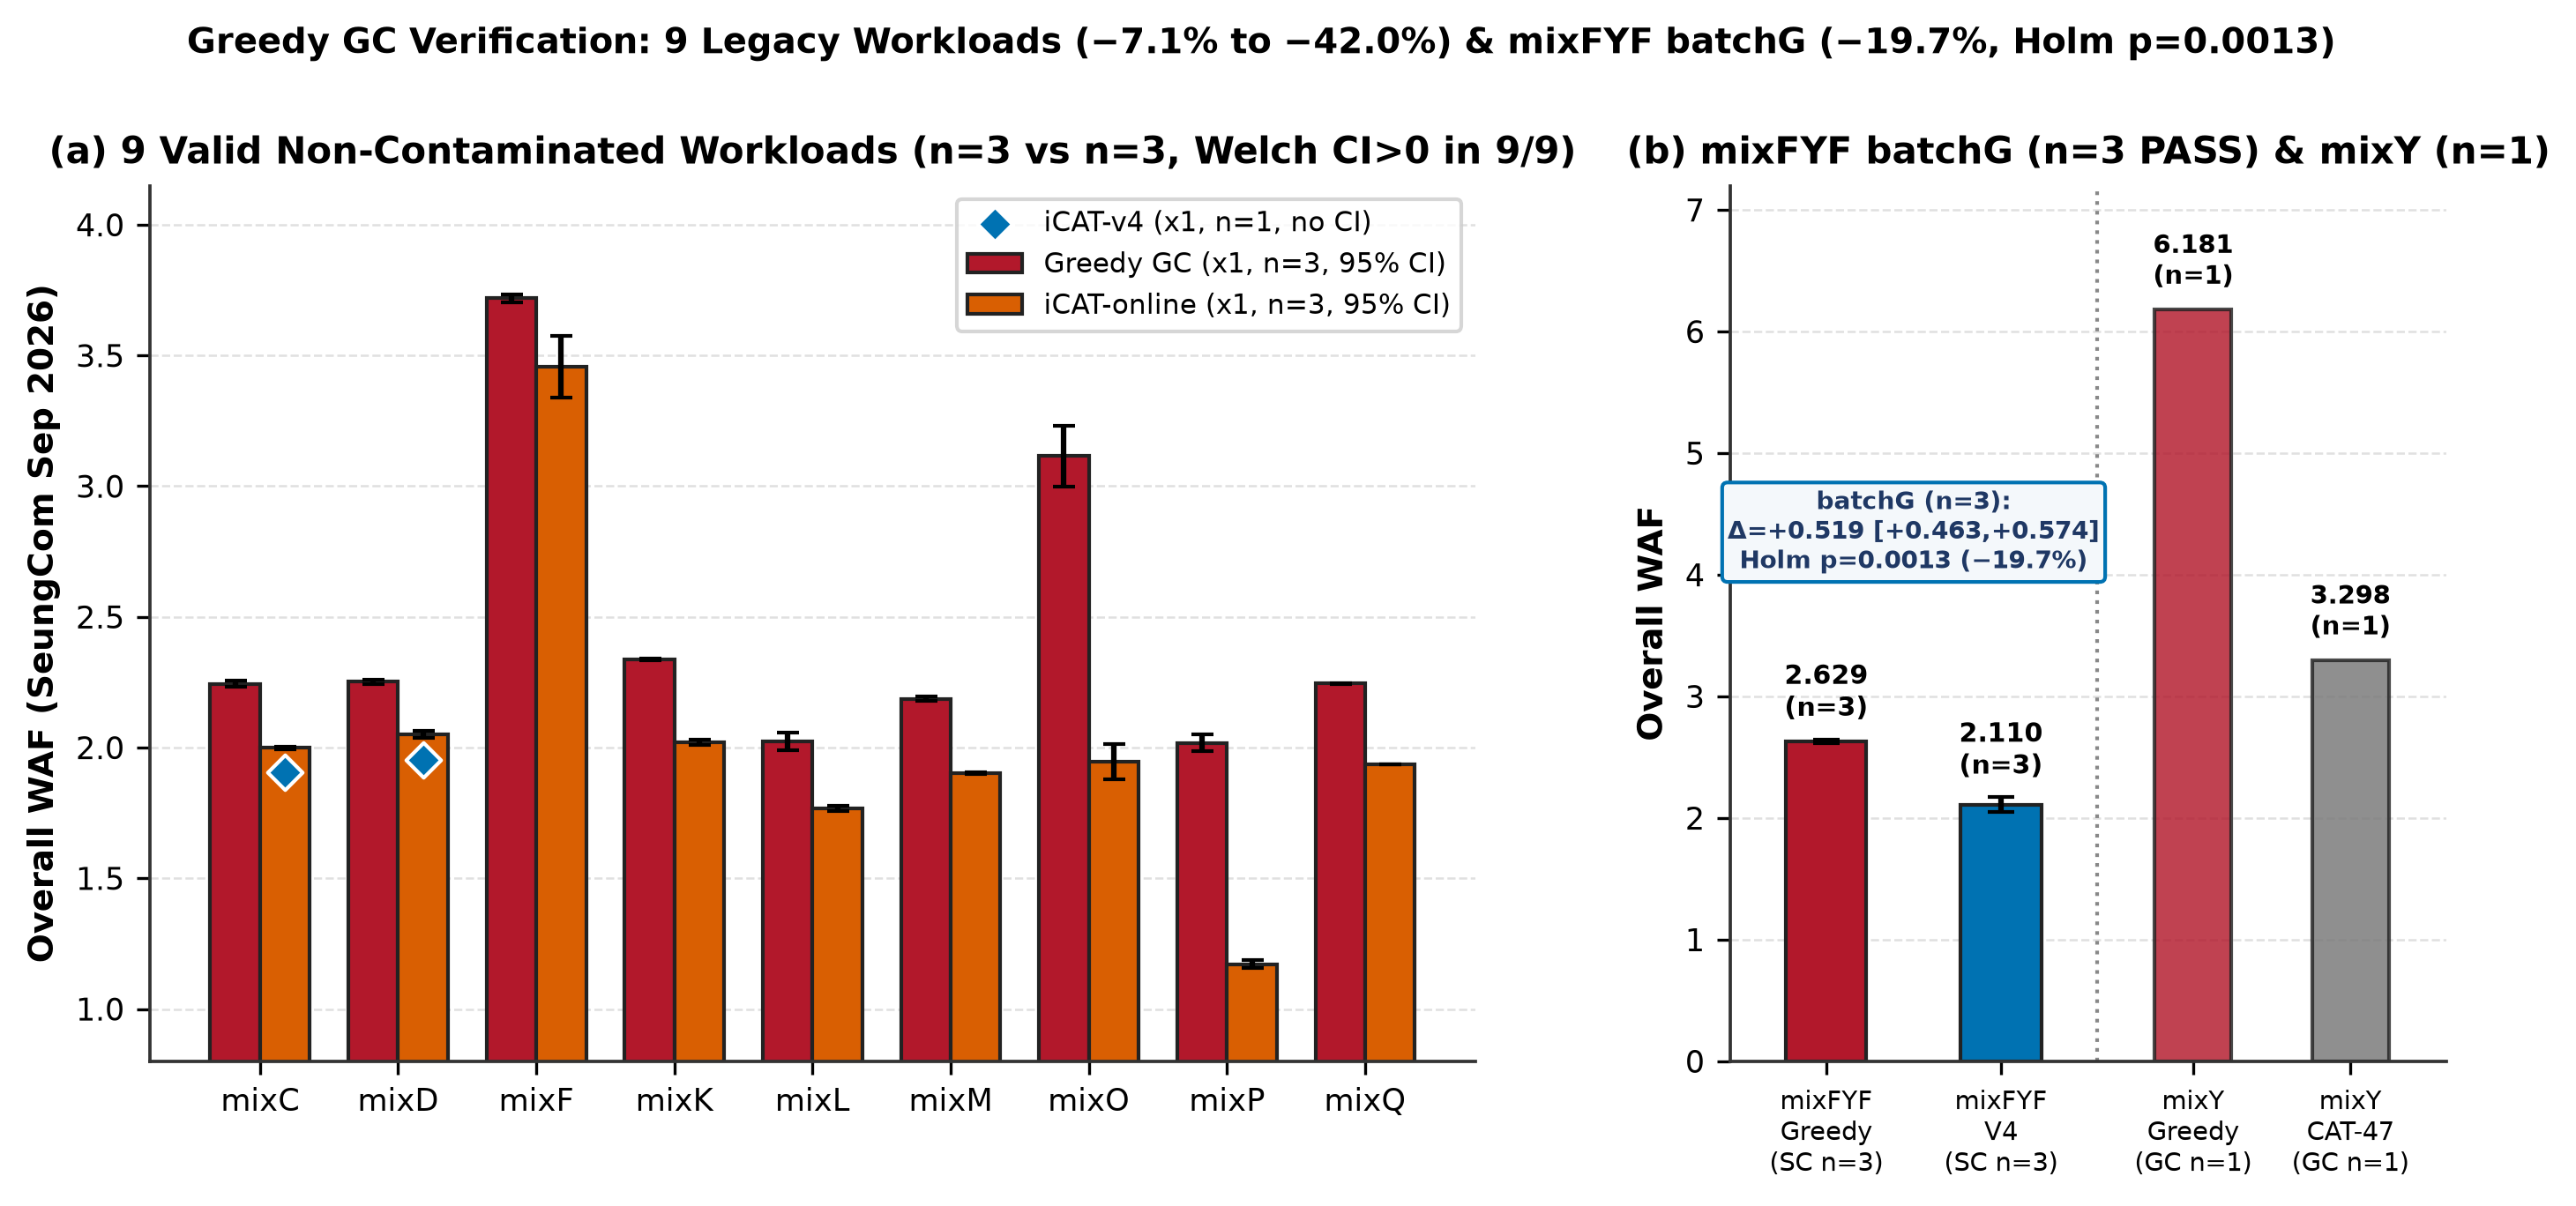 Greedy GC Verification: 9 Legacy Workloads (−7.1% to −42.0%) & mixFYF batchG (−19.7%, Holm p=0.0013)
(a) 9 Valid Non-Contaminated Workloads (n=3 vs n=3, Welch CI>0 in 9/9)
Overall WAF (SeungCom Sep 2026)
4.0
3.5
3.0
2.5
2.0
1.5
1.0
iCAT-v4 (x1, n=1, no CI)
Greedy GC (x1, n=3, 95% CI)
iCAT-online (x1, n=3, 95% CI)
mixC
mixD
mixF
mixK
mixL
mixM
mixO
mixP
mixQ
(b) mixFYF batchG (n=3 PASS) & mixY (n=1)
Overall WAF
7
6
5
4
3
2
1
0
batchG (n=3):
Δ=+0.519 [+0.463,+0.574]
Holm p=0.0013 (−19.7%)
2.629
(n=3)
2.110
(n=3)
6.181
(n=1)
3.298
(n=1)
mixFYF
Greedy
(SC n=3)
mixFYF
V4
(SC n=3)
mixY
Greedy
(GC n=1)
mixY
CAT-47
(GC n=1)